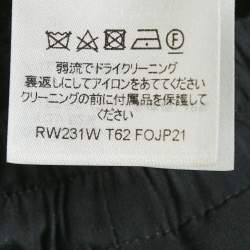 弱流でドライクリーニング
裏返しにしてアイロンをあててください
クリーニングの前に付属品を保護して
ください
RW231W T62 FOJP21